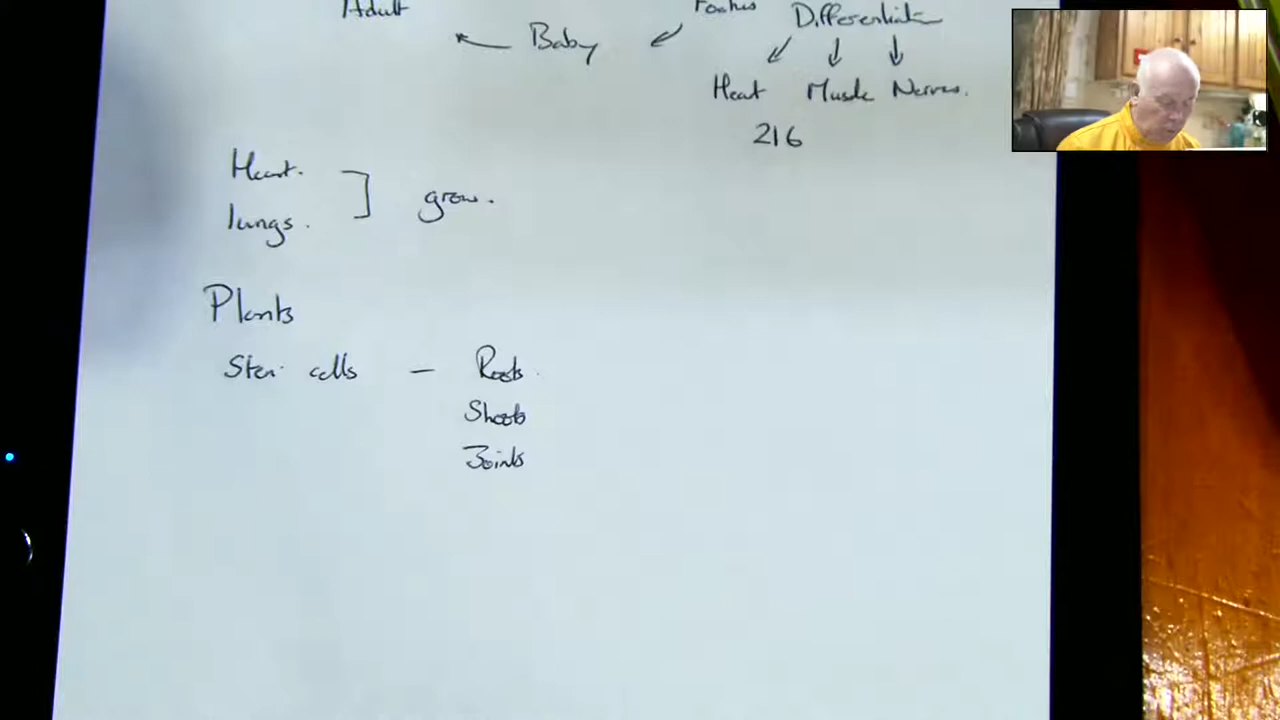 Adult
Foetus Differentiate
Baby
Heart Muscle Nerves.
216
Heart.
lungs. grow.
Plants
Stem cells – Roots.
Shoots
Joints